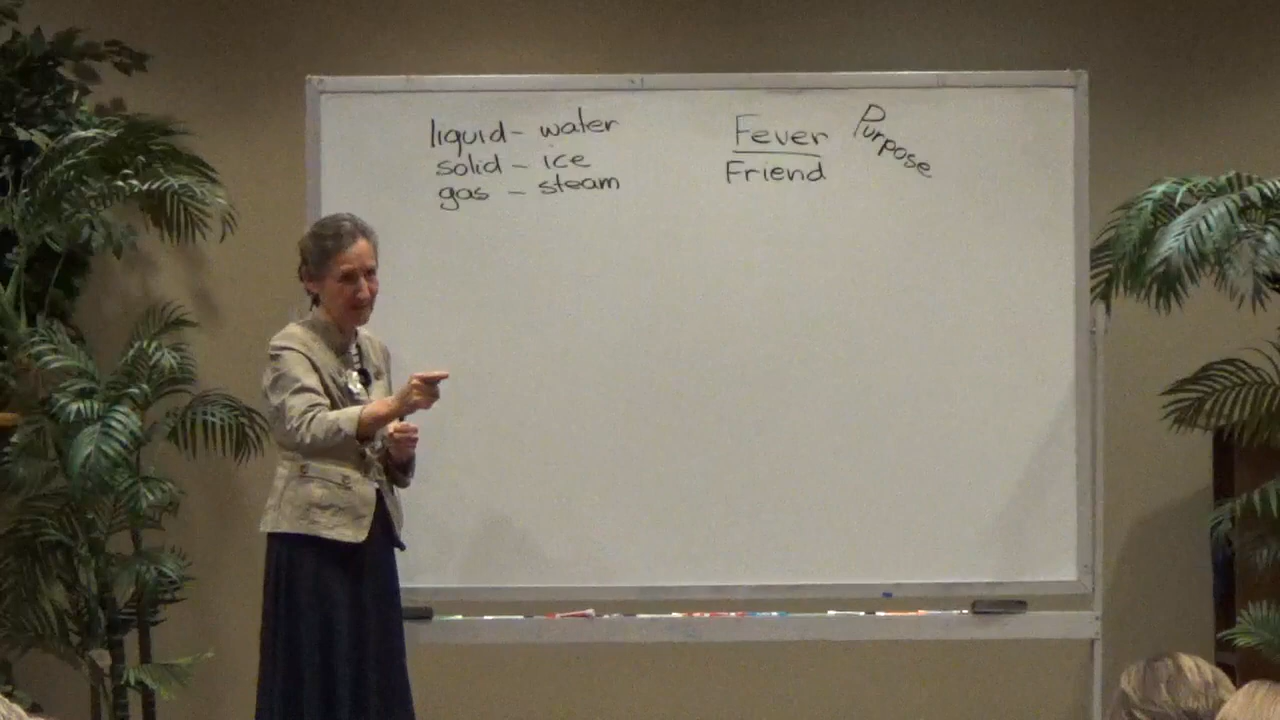 liquid - water
solid - ice
gas - steam
Fever
Friend
Purpose